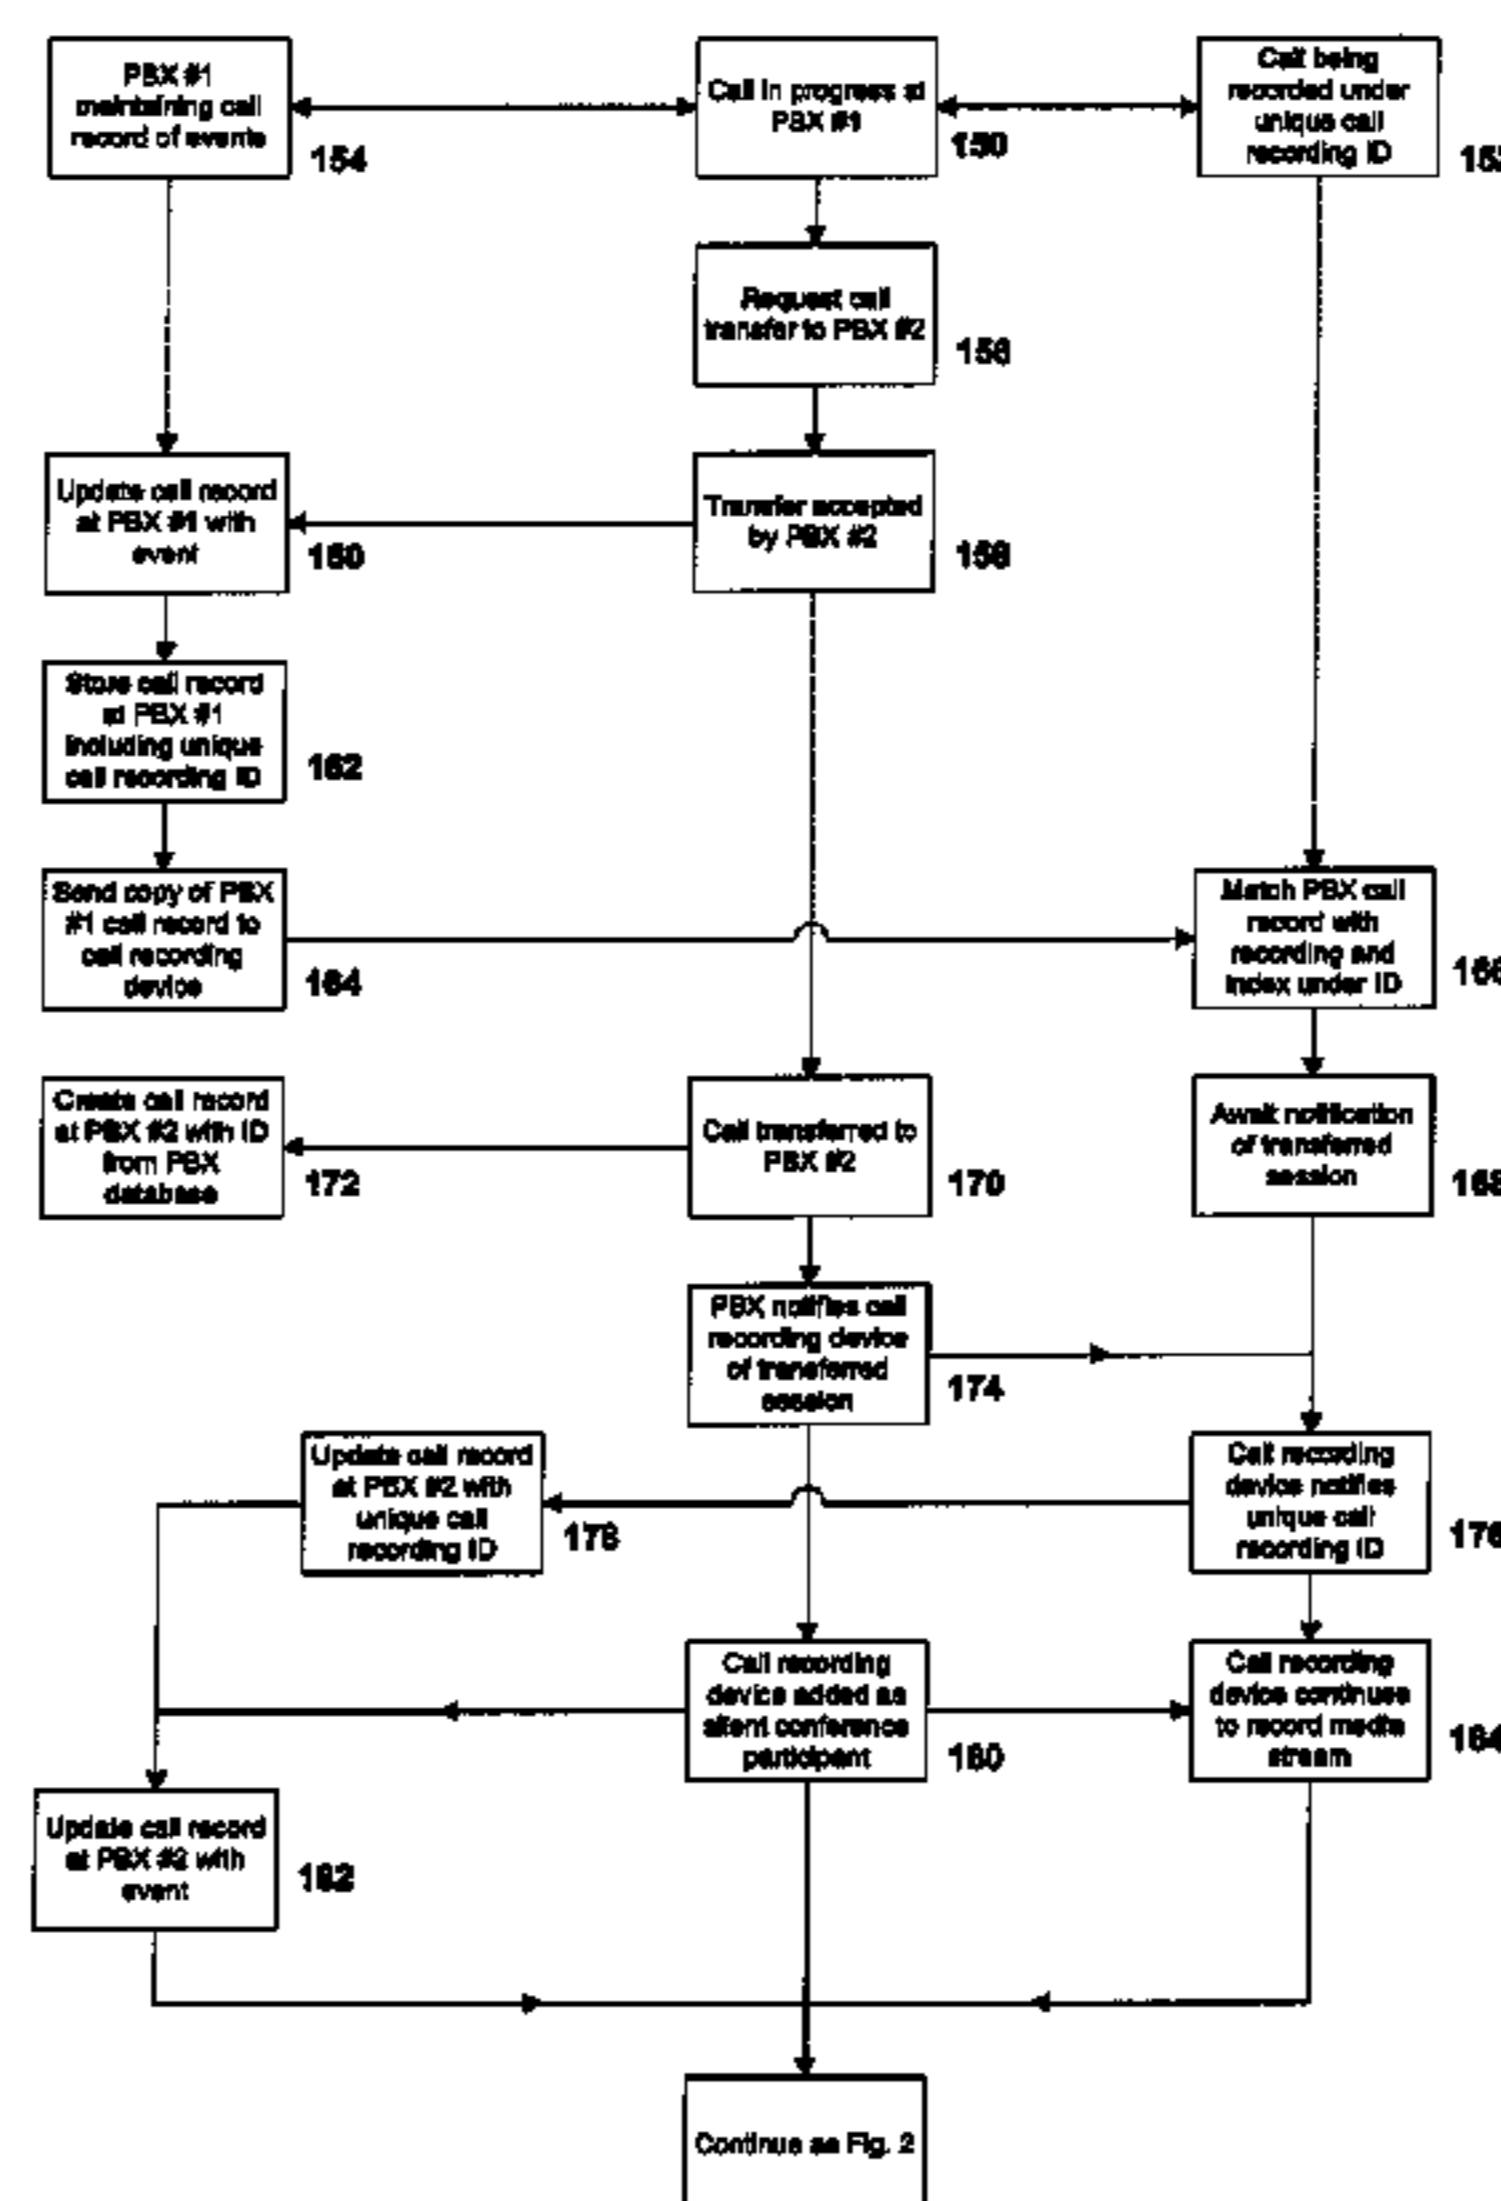 PBX #1
maintaining call
record of events
154
Call in progress at
PBX #1
150
Call being
recorded under
unique call
recording ID
Request call
transfer to PBX #2
156
Update call record
at PBX #1 with
event
160
Transfer accepted
by PBX #2
158
Store call record
at PBX #1
including unique
call recording ID
162
Send copy of PBX
#1 call record to
call recording
device
164
Match PBX call
record with
recording and
index under ID
Create call record
at PBX #2 with ID
from PBX
database
172
Call transferred to
PBX #2
170
Await notification
of transferred
session
PBX notifies call
recording device
of transferred
session
174
Update call record
at PBX #2 with
unique call
recording ID
178
Call recording
device notifies
unique call
recording ID
Call recording
device added as
silent conference
participant
180
Call recording
device continues
to record media
stream
Update call record
at PBX #2 with
event
182
Continue as Fig. 2